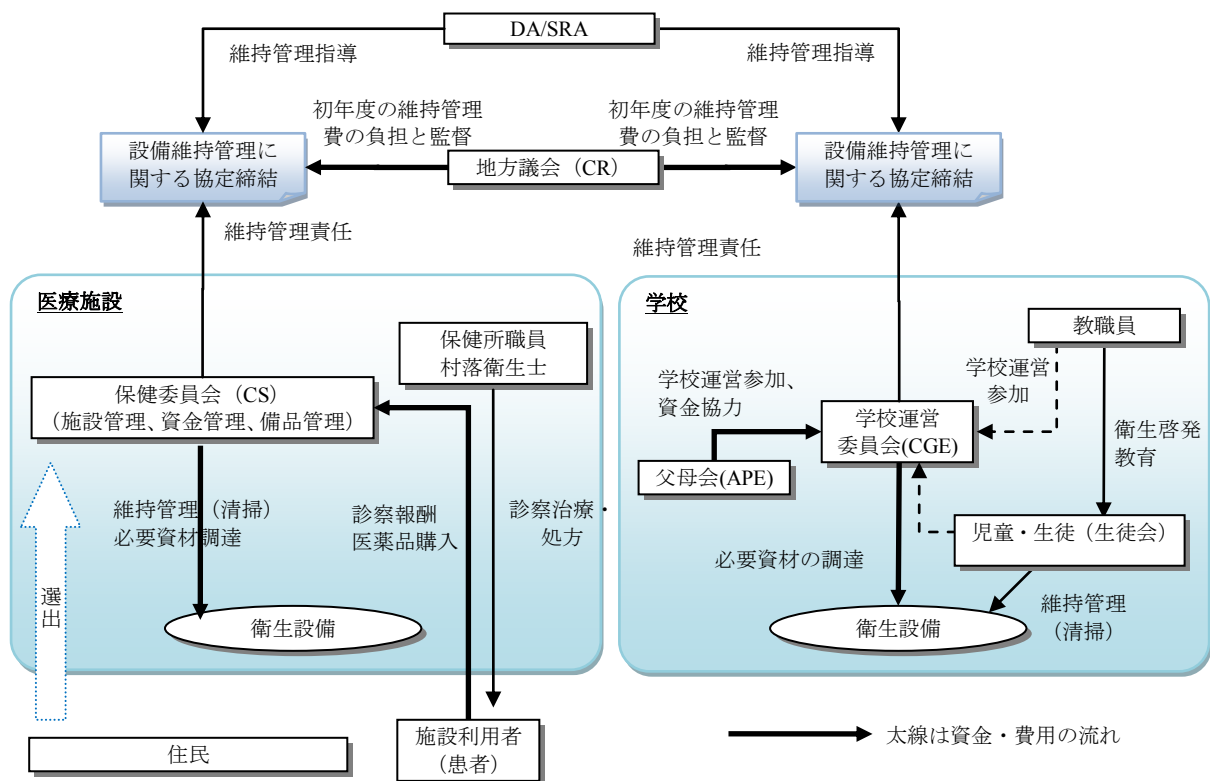 DA/SRA
維持管理指導
維持管理指導
初年度の維持管理
費の負担と監督
初年度の維持管理
費の負担と監督
設備維持管理に
関する協定締結
地方議会（CR）
設備維持管理に
関する協定締結
維持管理責任
維持管理責任
医療施設
保健所職員
村落衛生士
保健委員会（CS）
（施設管理、資金管理、備品管理）
維持管理（清掃）
必要資材調達
診察報酬
医薬品購入
診察治療・
処方
選出
衛生設備
住民
施設利用者
（患者）
学校
教職員
学校運営
参加
学校運営参加、
資金協力
学校運営
委員会(CGE)
父母会(APE)
衛生啓発
教育
児童・生徒（生徒会）
必要資材の調達
維持管理
（清掃）
衛生設備
太線は資金・費用の流れ